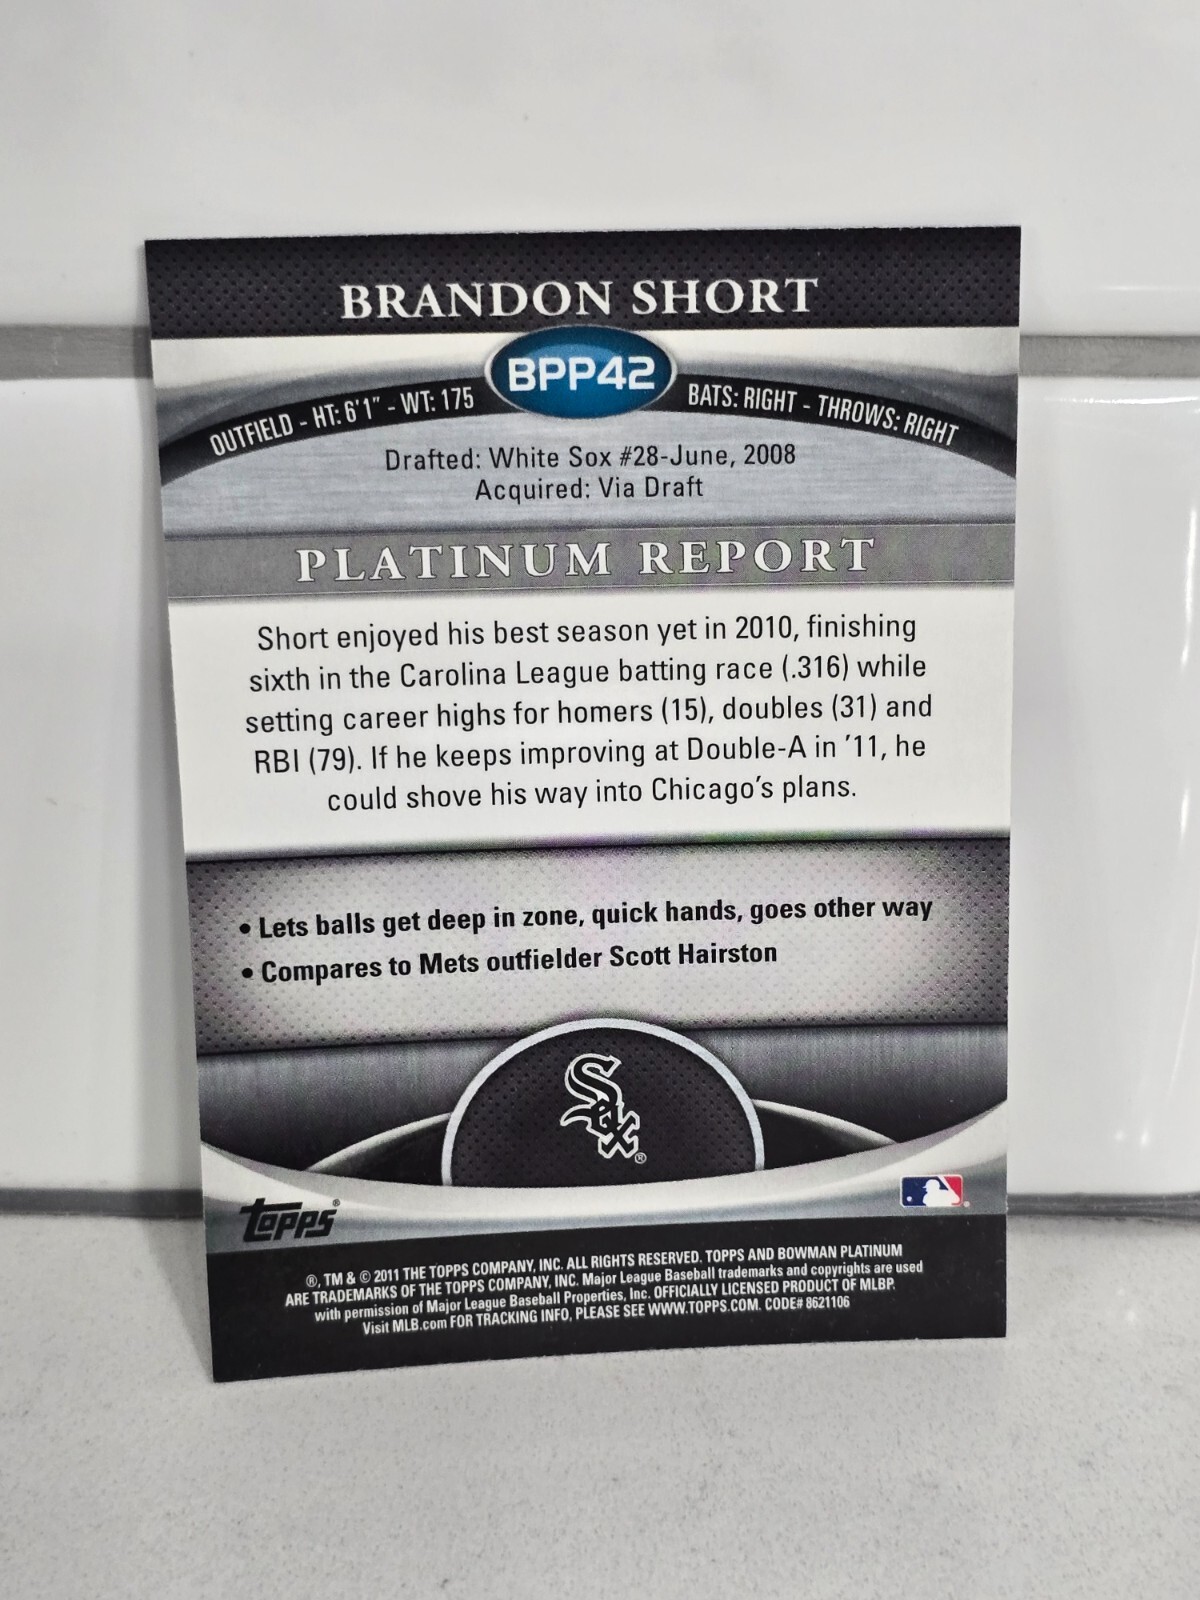 BRANDON SHORT
BPP42
OUTFIELD - HT: 6'1" - WT: 175
BATS: RIGHT - THROWS: RIGHT
Drafted: White Sox #28-June, 2008
Acquired: Via Draft
PLATINUM REPORT
Short enjoyed his best season yet in 2010, finishing
sixth in the Carolina League batting race (.316) while
setting career highs for homers (15), doubles (31) and
RBI (79). If he keeps improving at Double-A in '11, he
could shove his way into Chicago's plans.
• Lets balls get deep in zone, quick hands, goes other way
• Compares to Mets outfielder Scott Hairston
Sox®
topps®
®, TM & © 2011 THE TOPPS COMPANY, INC. ALL RIGHTS RESERVED. TOPPS AND BOWMAN PLATINUM
ARE TRADEMARKS OF THE TOPPS COMPANY, INC. Major League Baseball trademarks and copyrights are used
with permission of Major League Baseball Properties, Inc. OFFICIALLY LICENSED PRODUCT OF MLBP.
Visit MLB.com FOR TRACKING INFO, PLEASE SEE WWW.TOPPS.COM. CODE# 8621106